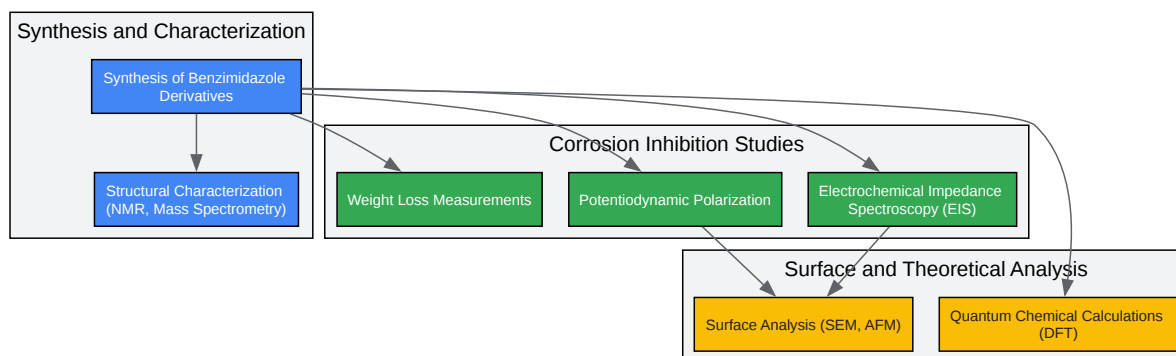 Synthesis and Characterization
Synthesis of Benzimidazole
Derivatives
Structural Characterization
(NMR, Mass Spectrometry)
Corrosion Inhibition Studies
Weight Loss Measurements
Potentiodynamic Polarization
Electrochemical Impedance
Spectroscopy (EIS)
Surface and Theoretical Analysis
Surface Analysis (SEM, AFM)
Quantum Chemical Calculations
(DFT)